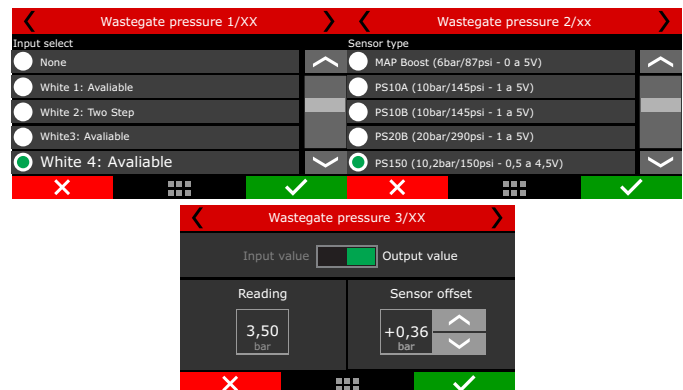 Wastegate pressure 1/XX
Input select
None
White 1: Avaliable
White 2: Two Step
White3: Avaliable
White 4: Avaliable
Wastegate pressure 2/xx
Sensor type
MAP Boost (6bar/87psi - 0 a 5V)
PS10A (10bar/145psi - 1 a 5V)
PS10B (10bar/145psi - 1 a 5V)
PS20B (20bar/290psi - 1 a 5V)
PS150 (10,2bar/150psi - 0,5 a 4,5V)
Wastegate pressure 3/XX
Input value
Output value
Reading
3,50
bar
Sensor offset
+0,36
bar